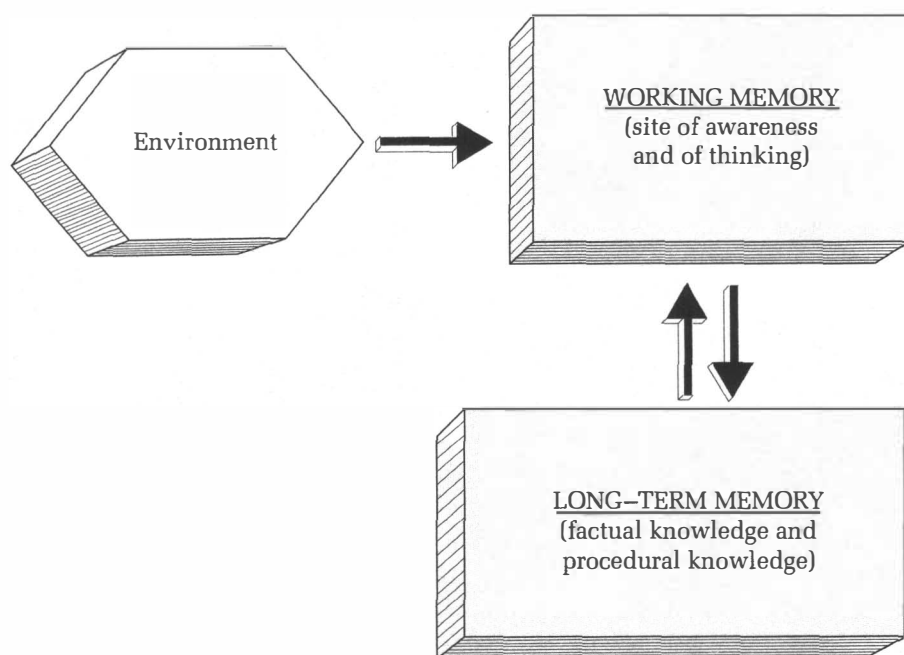 Environment
WORKING MEMORY
(site of awareness
and of thinking)
LONG-TERM MEMORY
(factual knowledge and
procedural knowledge)